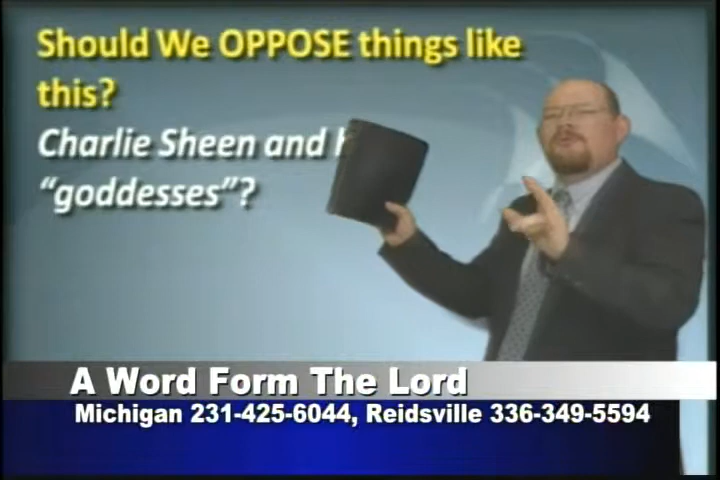 Should We OPPOSE things like
this?
Charlie Sheen and
"goddesses"?
A Word Form The Lord
Michigan 231-425-6044, Reidsville 336-349-5594